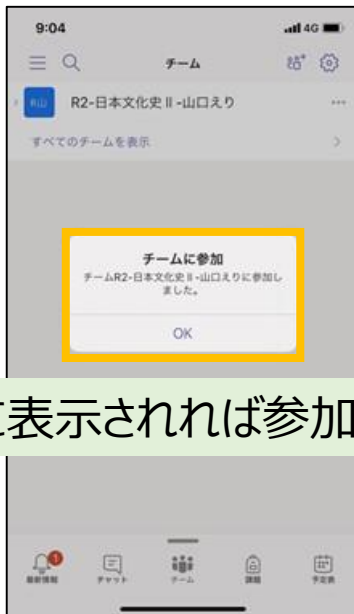 9:04
4G
チーム
R山
R2-日本文化史Ⅱ-山口えり
すべてのチームを表示
チームに参加
チームR2-日本文化史Ⅱ-山口えりに参加し
ました。
OK
に表示されれば参加
1
最新情報
チャット
チーム
課題
予定表